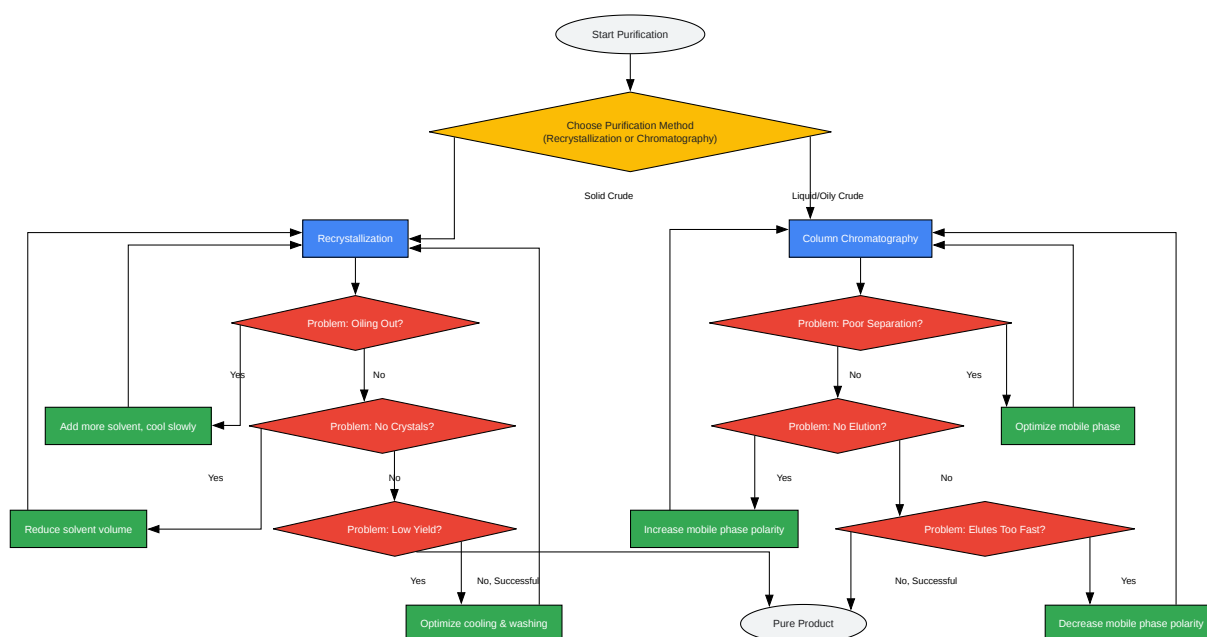 Start Purification
Choose Purification Method
(Recrystallization or Chromatography)
Solid Crude
Liquid/Oily Crude
Recrystallization
Column Chromatography
Problem: Oiling Out?
Problem: Poor Separation?
Yes
No
No
Yes
Add more solvent, cool slowly
Problem: No Crystals?
Problem: No Elution?
Optimize mobile phase
Yes
No
Yes
No
Reduce solvent volume
Problem: Low Yield?
Increase mobile phase polarity
Problem: Elutes Too Fast?
Yes
No, Successful
No, Successful
Yes
Optimize cooling & washing
Pure Product
Decrease mobile phase polarity